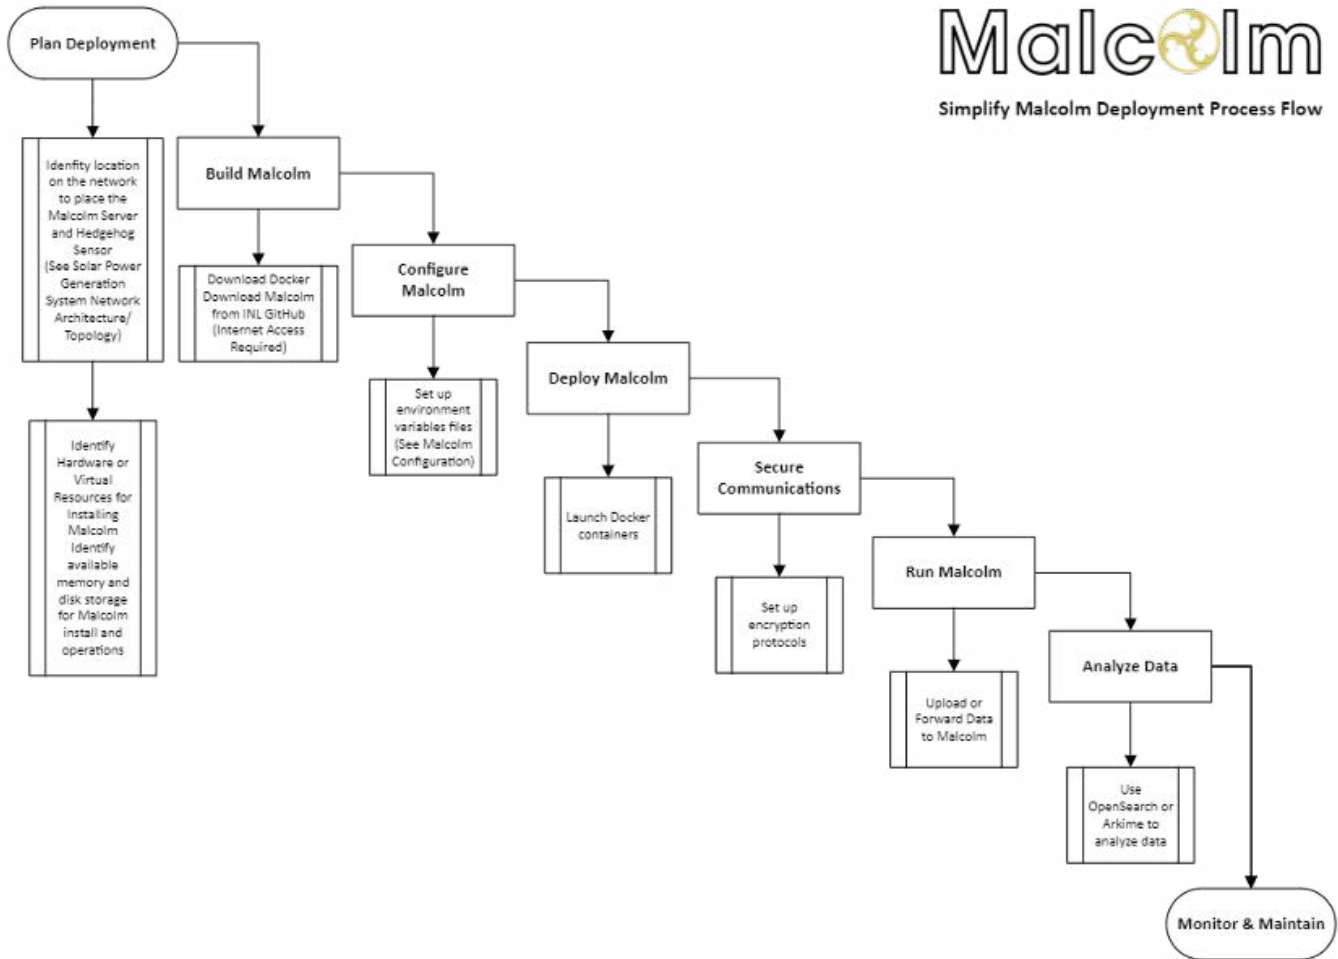 Malcolm
Simplify Malcolm Deployment Process Flow
Plan Deployment
Idenfity location
on the network
to place the
Malcolm Server
and Hedgehog
Sensor
(See Solar Power
Generation
System Network
Architecture/
Topology)
Identify
Hardware or
Virtual
Resources for
Installing
Malcolm
Identify
available
memory and
disk storage
for Malcolm
install and
operations
Build Malcolm
Download Docker
Download Malcolm
from INL GitHub
(Internet Access
Required)
Configure
Malcolm
Set up
environment
variables files
(See Malcolm
Configuration)
Deploy Malcolm
Launch Docker
containers
Secure
Communications
Set up
encryption
protocols
Run Malcolm
Upload or
Forward Data
to Malcolm
Analyze Data
Use
OpenSearch or
Arkime to
analyze data
Monitor & Maintain